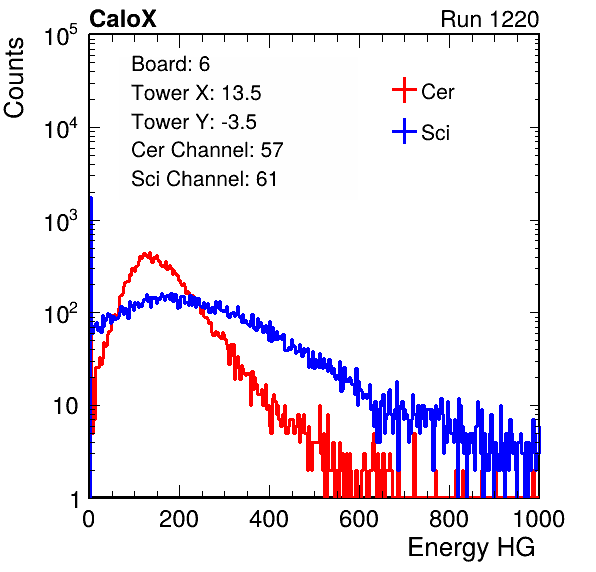 CaloX Run 1220
Counts
10^5
10^4
10^3
10^2
10
1
Board: 6
Tower X: 13.5
Tower Y: -3.5
Cer Channel: 57
Sci Channel: 61
Cer
Sci
0 200 400 600 800 1000
Energy HG